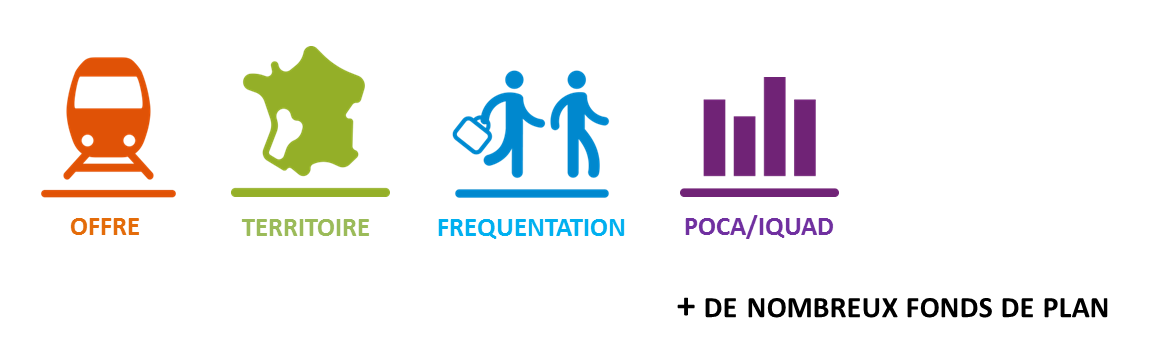 OFFRE
TERRITOIRE
FREQUENTATION
POCA/IQUAD
+ DE NOMBREUX FONDS DE PLAN